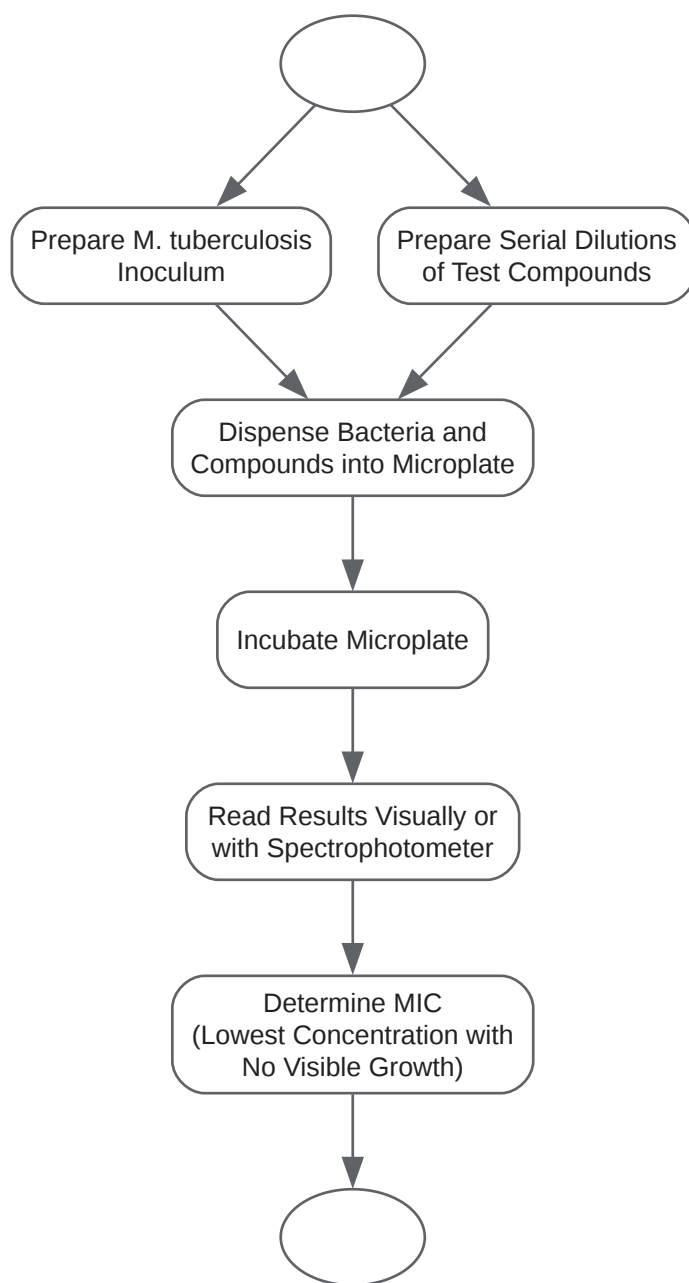 Prepare M. tuberculosis
Inoculum
Prepare Serial Dilutions
of Test Compounds
Dispense Bacteria and
Compounds into Microplate
Incubate Microplate
Read Results Visually or
with Spectrophotometer
Determine MIC
(Lowest Concentration with
No Visible Growth)